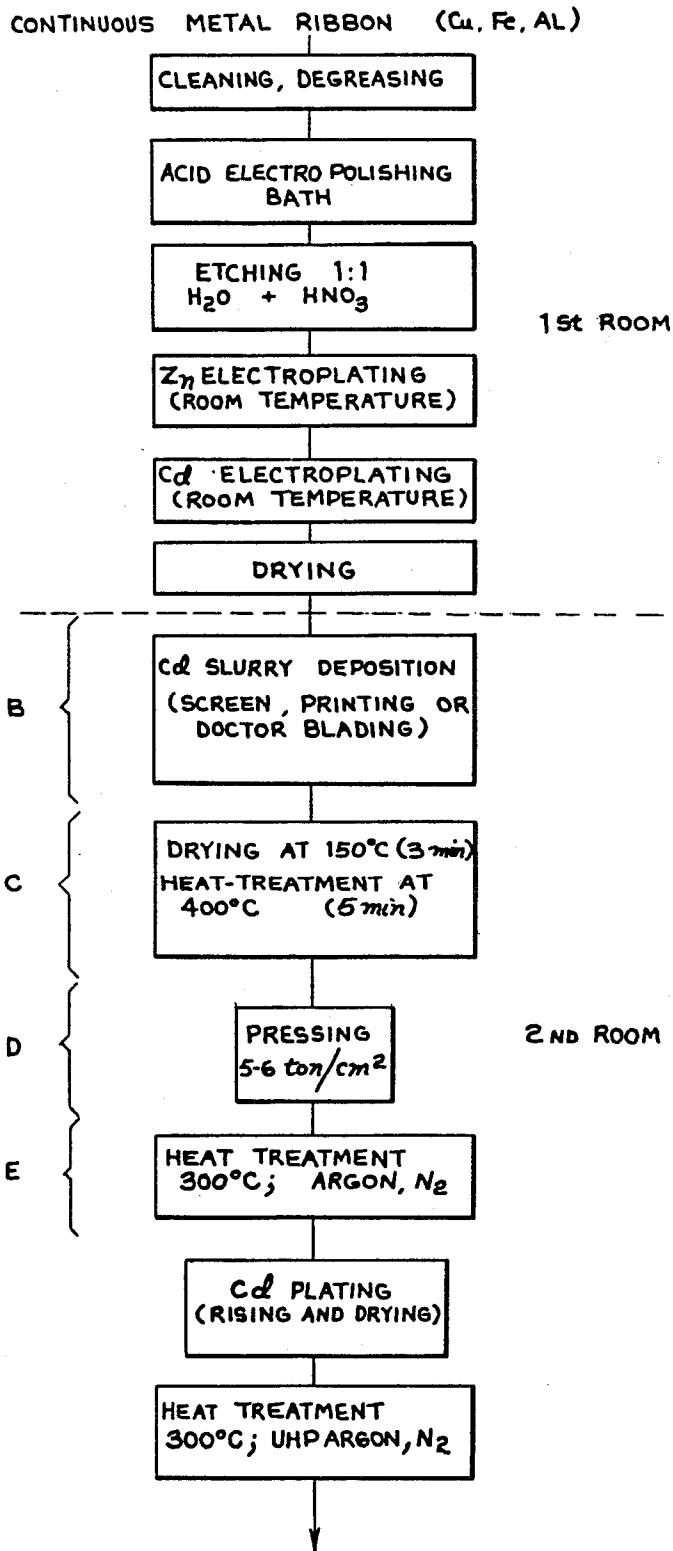 CONTINUOUS METAL RIBBON (Cu, Fe, AL)
CLEANING, DEGREASING
ACID ELECTRO POLISHING
BATH
ETCHING 1:1
H₂O + HNO₃
1St ROOM
Zn ELECTROPLATING
(ROOM TEMPERATURE)
Cd ELECTROPLATING
(ROOM TEMPERATURE)
DRYING
B
Cd SLURRY DEPOSITION
(SCREEN, PRINTING OR
DOCTOR BLADING)
C
DRYING AT 150°C (3 min)
HEAT-TREATMENT AT
400°C (5 min)
D
PRESSING
5-6 ton/cm²
2ND ROOM
E
HEAT TREATMENT
300°C; ARGON, N₂
Cd PLATING
(RISING AND DRYING)
HEAT TREATMENT
300°C; UHP ARGON, N₂